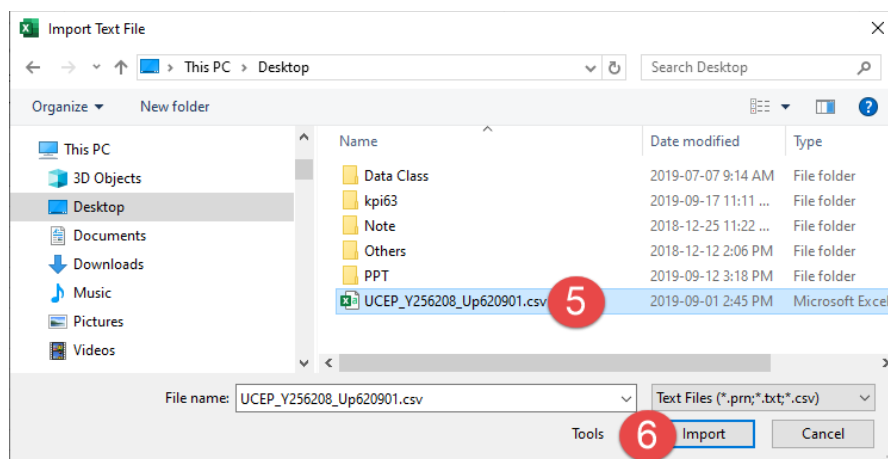 Import Text File
This PC > Desktop
Search Desktop
Organize
New folder
Name
Date modified
Type
This PC
3D Objects
Desktop
Documents
Downloads
Music
Pictures
Videos
Data Class 2019-07-07 9:14 AM File folder
kpi63 2019-09-17 11:11 ... File folder
Note 2018-12-25 11:22 ... File folder
Others 2018-12-12 2:06 PM File folder
PPT 2019-09-12 3:18 PM File folder
UCEP_Y256208_Up620901.csv 5 2019-09-01 2:45 PM Microsoft Excel
File name: UCEP_Y256208_Up620901.csv Text Files (*.prn;*.txt;*.csv)
Tools 6 Import Cancel